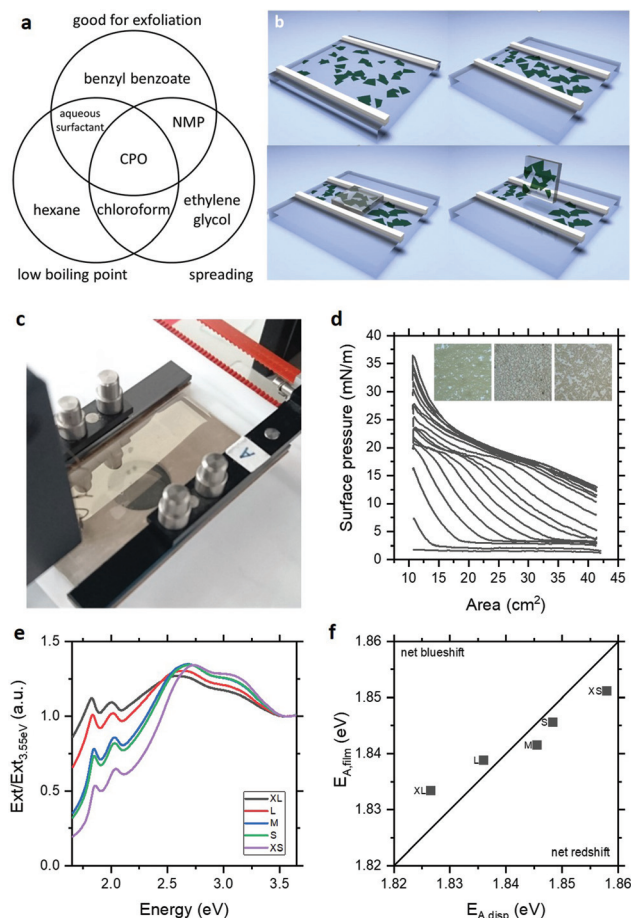 a
good for exfoliation
benzyl benzoate
aqueous
surfactant
NMP
CPO
hexane
chloroform
ethylene
glycol
low boiling point
spreading
b
c
A
d
40
35
30
25
20
15
10
5
0
Surface pressure (mN/m)
5 10 15 20 25 30 35 40 45
Area (cm²)
e
1.5
1.0
0.5
0.0
Ext/Ext3.55eV (a.u.)
XL
L
M
S
XS
2.0 2.5 3.0 3.5
Energy (eV)
f
1.86
1.85
1.84
1.83
1.82
EA,film (eV)
net blueshift
XS
S
M
L
XL
net redshift
1.82 1.83 1.84 1.85 1.86
EA,disp (eV)